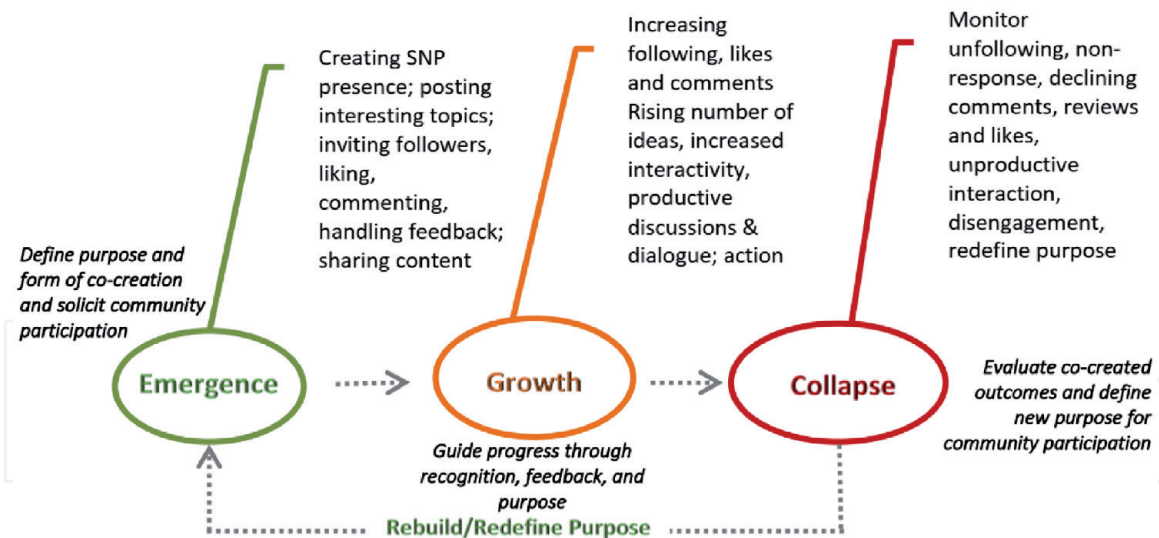 Creating SNP
presence; posting
interesting topics;
inviting followers,
liking,
commenting,
handling feedback;
sharing content
Increasing
following, likes
and comments
Rising number of
ideas, increased
interactivity,
productive
discussions &
dialogue; action
Monitor
unfollowing, non-
response, declining
comments, reviews
and likes,
unproductive
interaction,
disengagement,
redefine purpose
Define purpose and
form of co-creation
and solicit community
participation
Emergence
Growth
Collapse
Guide progress through
recognition, feedback, and
purpose
Evaluate co-created
outcomes and define
new purpose for
community participation
Rebuild/Redefine Purpose